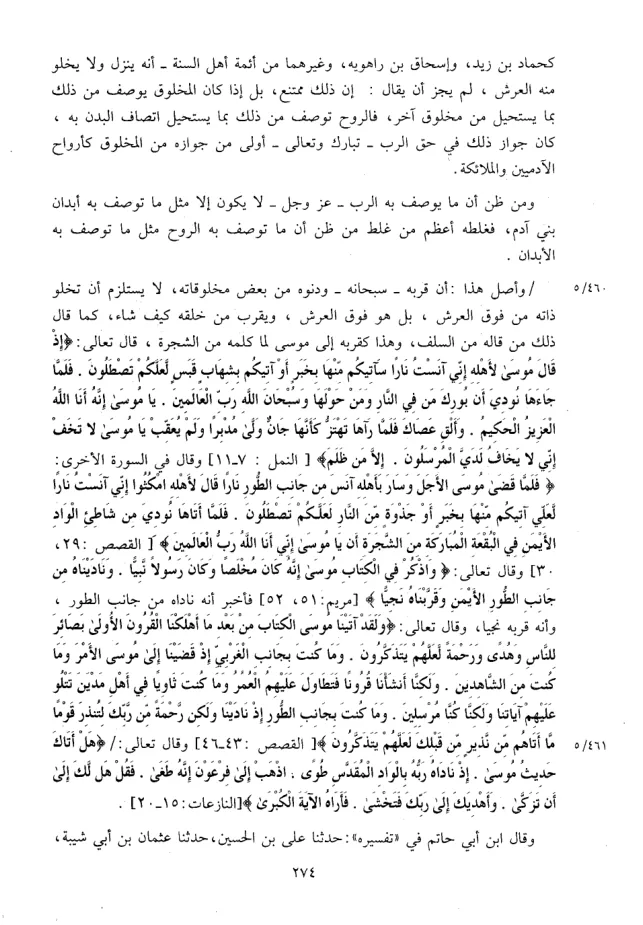 كحماد بن زيد، وإسحاق بن راهويه، وغيرهما من أئمة أهل السنة ـ أنه ينزل ولا يخلو
منه العرش ، لم يجز أن يقال : إن ذلك ممتنع، بل إذا كان المخلوق يوصف من ذلك
بما يستحيل من مخلوق آخر، فالروح توصف من ذلك بما يستحيل اتصاف البدن به ،
كان جواز ذلك في حق الرب ـ تبارك وتعالى ـ أولى من جوازه من المخلوق كأرواح
الآدميين والملائكة .
ومن ظن أن ما يوصف به الرب ـ عز وجل ـ لا يكون إلا مثل ما توصف به أبدان
بني آدم، فغلطه أعظم من غلط من ظن أن ما توصف به الروح مثل ما توصف به
الأبدان .
/وأصل هذا : أن قربه ـ سبحانه ـ ودنوه من بعض مخلوقاته، لا يستلزم أن تخلو ٥/٤٦٠
ذاته من فوق العرش ، بل هو فوق العرش ، ويقرب من خلقه كيف شاء، كما قال
ذلك من قاله من السلف، وهذا كقربه إلى موسى لما كلمه من الشجرة ، قال تعالى: ﴿إِذْ
قَالَ مُوسَىٰ لأَهْلِهِ إِنِّي آنَسْتُ نَارًا سَآتِيكُم مِّنْهَا بِخَبَرٍ أَوْ آتِيكُم بِشِهَابٍ قَبَسٍ لَّعَلَّكُمْ تَصْطَلُونَ . فَلَمَّا
جَاءَهَا نُودِيَ أَن بُورِكَ مَن فِي النَّارِ وَمَنْ حَوْلَهَا وَسُبْحَانَ اللَّهِ رَبِّ الْعَالَمِينَ . يَا مُوسَىٰ إِنَّهُ أَنَا اللَّهُ
الْعَزِيزُ الْحَكِيمُ . وَأَلْقِ عَصَاكَ فَلَمَّا رَآهَا تَهْتَزُّ كَأَنَّهَا جَانٌّ وَلَّىٰ مُدْبِرًا وَلَمْ يُعَقِّبْ يَا مُوسَىٰ لا تَخَفْ
إِنِّي لا يَخَافُ لَدَيَّ الْمُرْسَلُونَ . إِلاَّ مَن ظَلَمَ﴾ [ النمل : ٧ـ١١] وقال في السورة الأخرى:
﴿ فَلَمَّا قَضَىٰ مُوسَى الأَجَلَ وَسَارَ بِأَهْلِهِ آنَسَ مِن جَانِبِ الطُّورِ نَارًا قَالَ لأَهْلِهِ امْكُثُوا إِنِّي آنَسْتُ نَارًا
لَّعَلِّي آتِيكُم مِّنْهَا بِخَبَرٍ أَوْ جَذْوَةٍ مِّنَ النَّارِ لَعَلَّكُمْ تَصْطَلُونَ . فَلَمَّا أَتَاهَا نُودِيَ مِن شَاطِئِ الْوَادِ
الأَيْمَنِ فِي الْبُقْعَةِ الْمُبَارَكَةِ مِنَ الشَّجَرَةِ أَن يَا مُوسَىٰ إِنِّي أَنَا اللَّهُ رَبُّ الْعَالَمِينَ ﴾ [ القصص :٢٩،
٣٠] وقال تعالى: ﴿ وَاذْكُرْ فِي الْكِتَابِ مُوسَىٰ إِنَّهُ كَانَ مُخْلَصًا وَكَانَ رَسُولاً نَّبِيًّا . وَنَادَيْنَاهُ مِن
جَانِبِ الطُّورِ الأَيْمَنِ وَقَرَّبْنَاهُ نَجِيًّا ﴾ [مريم:٥١، ٥٢] فأخبر أنه ناداه من جانب الطور ،
وأنه قربه نجيا، وقال تعالى: ﴿وَلَقَدْ آتَيْنَا مُوسَى الْكِتَابَ مِن بَعْدِ مَا أَهْلَكْنَا الْقُرُونَ الأُولَىٰ بَصَائِرَ
لِلنَّاسِ وَهُدًى وَرَحْمَةً لَّعَلَّهُمْ يَتَذَكَّرُونَ . وَمَا كُنتَ بِجَانِبِ الْغَرْبِيِّ إِذْ قَضَيْنَا إِلَىٰ مُوسَى الأَمْرَ وَمَا
كُنتَ مِنَ الشَّاهِدِينَ . وَلَكِنَّا أَنشَأْنَا قُرُونًا فَتَطَاوَلَ عَلَيْهِمُ الْعُمُرُ وَمَا كُنتَ ثَاوِيًا فِي أَهْلِ مَدْيَنَ تَتْلُو
عَلَيْهِمْ آيَاتِنَا وَلَكِنَّا كُنَّا مُرْسِلِينَ . وَمَا كُنتَ بِجَانِبِ الطُّورِ إِذْ نَادَيْنَا وَلَكِن رَّحْمَةً مِّن رَّبِّكَ لِتُنذِرَ قَوْمًا
مَّا أَتَاهُم مِّن نَّذِيرٍ مِّن قَبْلِكَ لَعَلَّهُمْ يَتَذَكَّرُونَ ﴾[ القصص :٤٣ـ٤٦] وقال تعالى:/ ﴿هَلْ أَتَاكَ ٥/٤٦١
حَدِيثُ مُوسَىٰ . إِذْ نَادَاهُ رَبُّهُ بِالْوَادِ الْمُقَدَّسِ طُوًى . اذْهَبْ إِلَىٰ فِرْعَوْنَ إِنَّهُ طَغَىٰ . فَقُلْ هَل لَّكَ إِلَىٰ
أَن تَزَكَّىٰ . وَأَهْدِيَكَ إِلَىٰ رَبِّكَ فَتَخْشَىٰ . فَأَرَاهُ الآيَةَ الْكُبْرَىٰ ﴾[النازعات: ١٥ـ٢٠] .
وقال ابن أبي حاتم في «تفسيره»: حدثنا على بن الحسين، حدثنا عثمان بن أبي شيبة،
٢٧٤